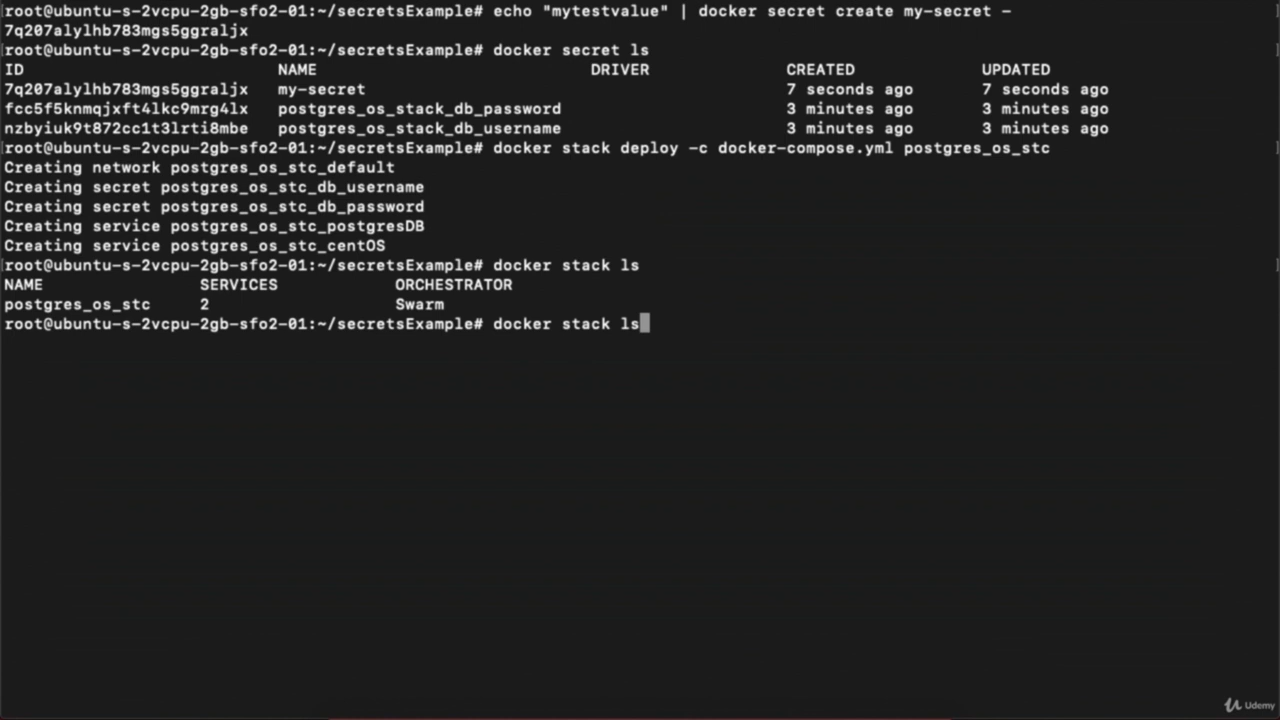 root@ubuntu-s-2vcpu-2gb-sfo2-01:~/secretsExample# echo "mytestvalue" | docker secret create my-secret -
7q207alylhb783mgs5ggraljx
root@ubuntu-s-2vcpu-2gb-sfo2-01:~/secretsExample# docker secret ls
ID NAME DRIVER CREATED UPDATED
7q207alylhb783mgs5ggraljx my-secret 7 seconds ago 7 seconds ago
fcc5f5knmqjxft4lkc9mrg4lx postgres_os_stack_db_password 3 minutes ago 3 minutes ago
nzbyiuk9t872cc1t3lrti8mbe postgres_os_stack_db_username 3 minutes ago 3 minutes ago
root@ubuntu-s-2vcpu-2gb-sfo2-01:~/secretsExample# docker stack deploy -c docker-compose.yml postgres_os_stc
Creating network postgres_os_stc_default
Creating secret postgres_os_stc_db_username
Creating secret postgres_os_stc_db_password
Creating service postgres_os_stc_postgresDB
Creating service postgres_os_stc_centOS
root@ubuntu-s-2vcpu-2gb-sfo2-01:~/secretsExample# docker stack ls
NAME SERVICES ORCHESTRATOR
postgres_os_stc 2 Swarm
root@ubuntu-s-2vcpu-2gb-sfo2-01:~/secretsExample# docker stack ls
Udemy